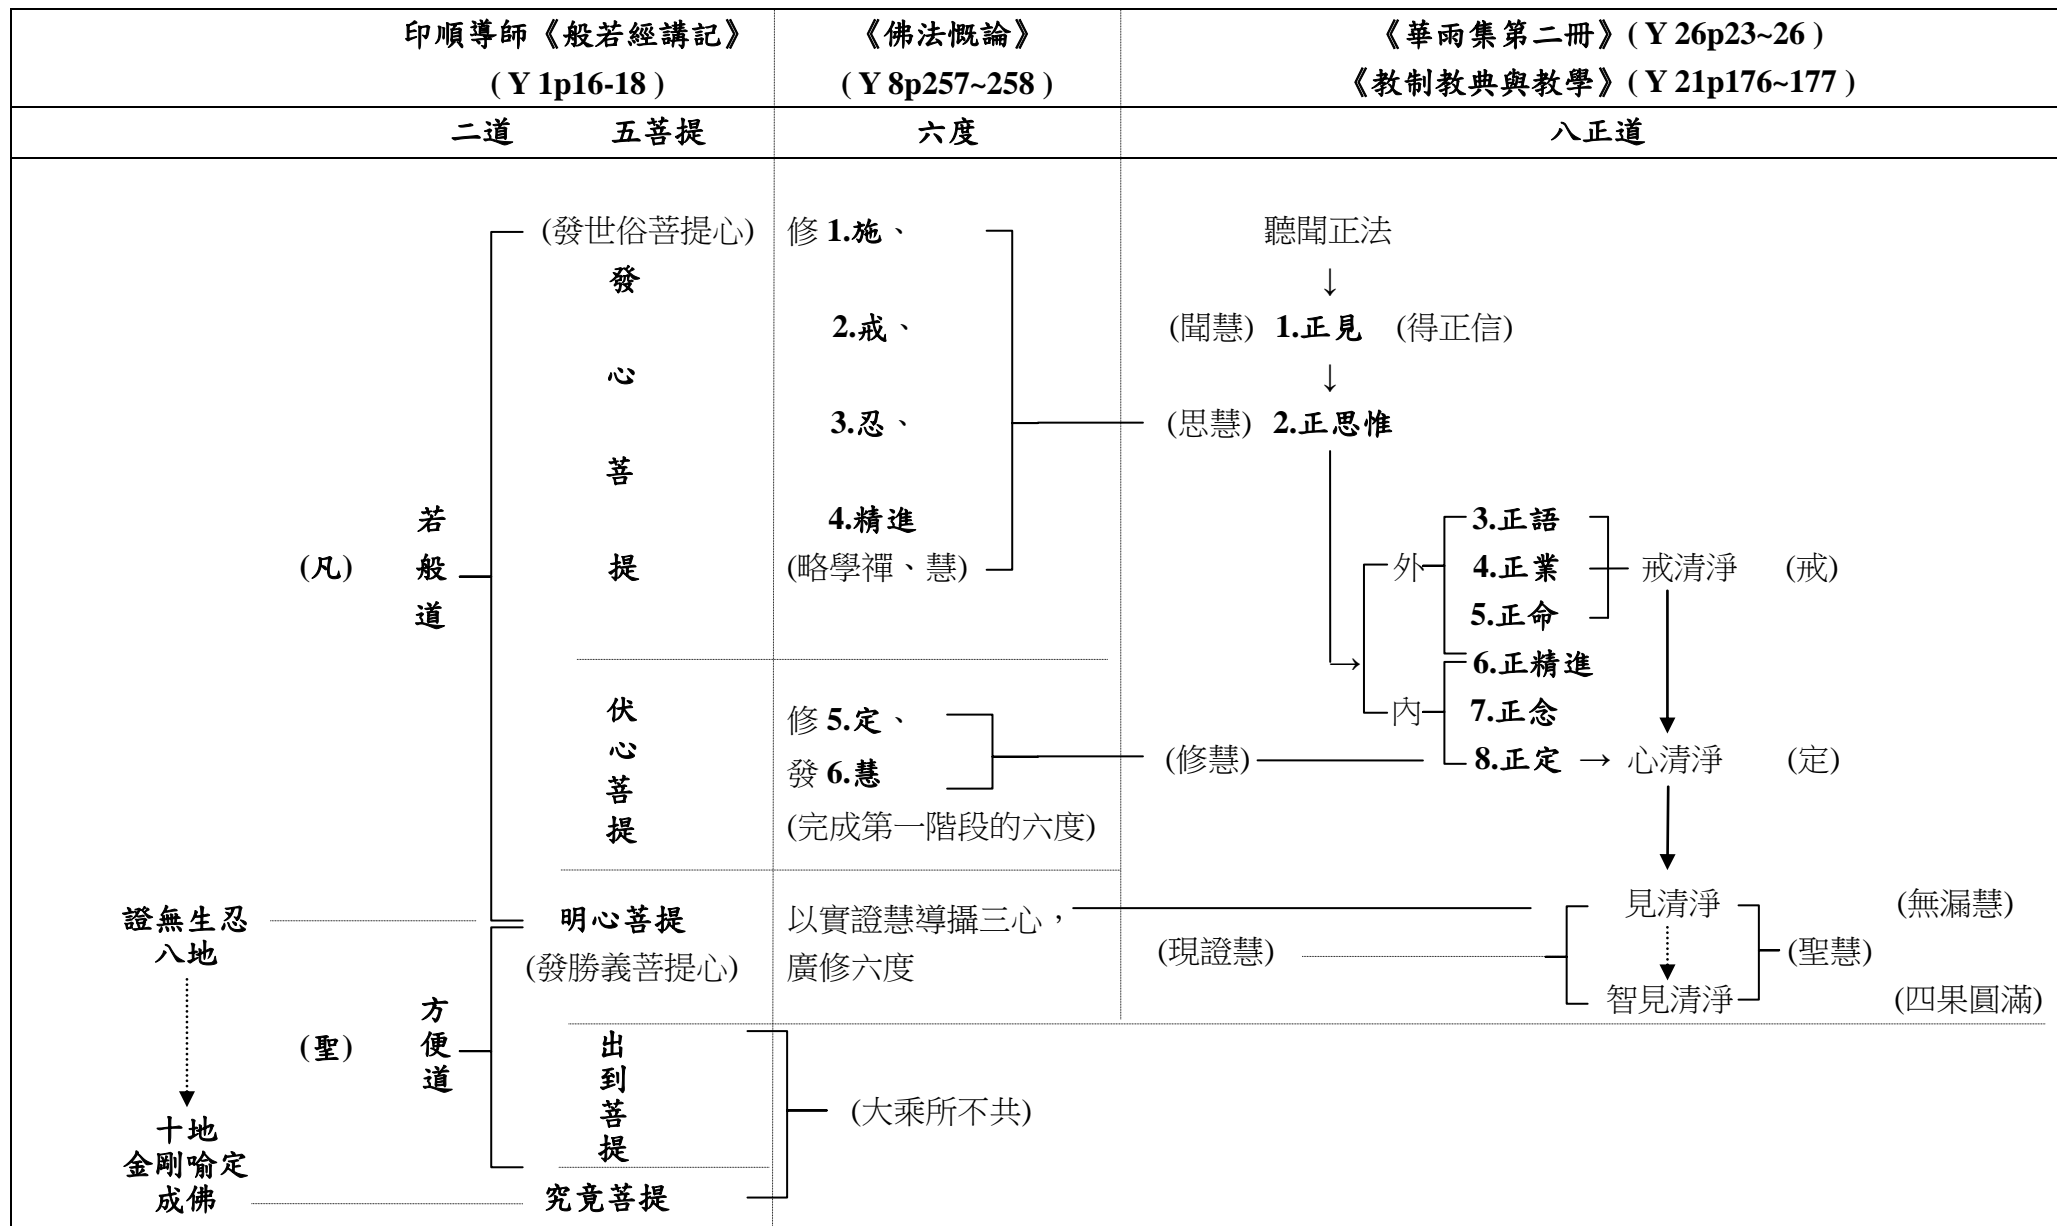 印順導師《般若經講記》
( Y 1p16-18 )
《佛法概論》
( Y 8p257~258 )
《華雨集第二冊》( Y 26p23~26 )
《教制教典與教學》( Y 21p176~177 )
二道 五菩提
六度
八正道
(發世俗菩提心)
發
心
菩
提
修 1.施、
2.戒、
3.忍、
4.精進
(略學禪、慧)
聽聞正法
↓
(聞慧) 1.正見 (得正信)
↓
(思慧) 2.正思惟
(凡)
若
般
道
外
3.正語
4.正業
5.正命
戒清淨 (戒)
→
6.正精進
內
7.正念
8.正定 → 心清淨 (定)
伏
心
菩
提
修 5.定、
發 6.慧
(完成第一階段的六度)
(修慧)
證無生忍
八地
明心菩提
(發勝義菩提心)
以實證慧導攝三心，
廣修六度
(現證慧)
見清淨 (無漏慧)
(聖慧)
智見清淨 (四果圓滿)
(聖)
方
便
道
出
到
菩
提
(大乘所不共)
十地
金剛喻定
成佛
究竟菩提